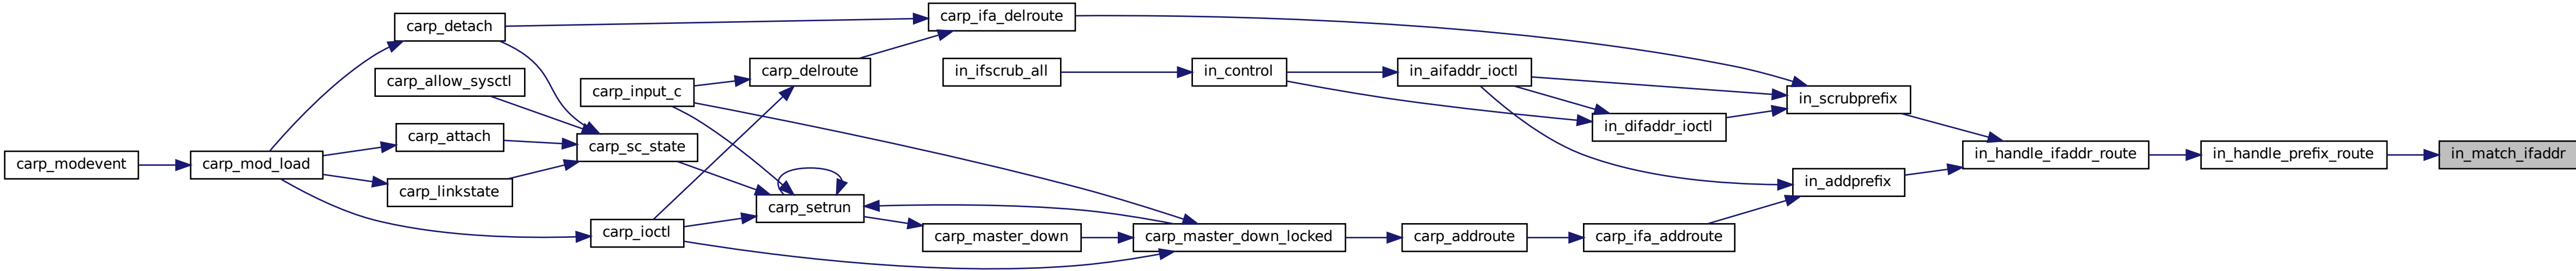 carp_modevent
carp_mod_load
carp_detach
carp_allow_sysctl
carp_attach
carp_linkstate
carp_input_c
carp_sc_state
carp_ioctl
carp_delroute
carp_setrun
carp_ifa_delroute
in_ifscrub_all
carp_master_down
in_control
carp_master_down_locked
in_aifaddr_ioctl
carp_addroute
in_difaddr_ioctl
carp_ifa_addroute
in_scrubprefix
in_addprefix
in_handle_ifaddr_route
in_handle_prefix_route
in_match_ifaddr